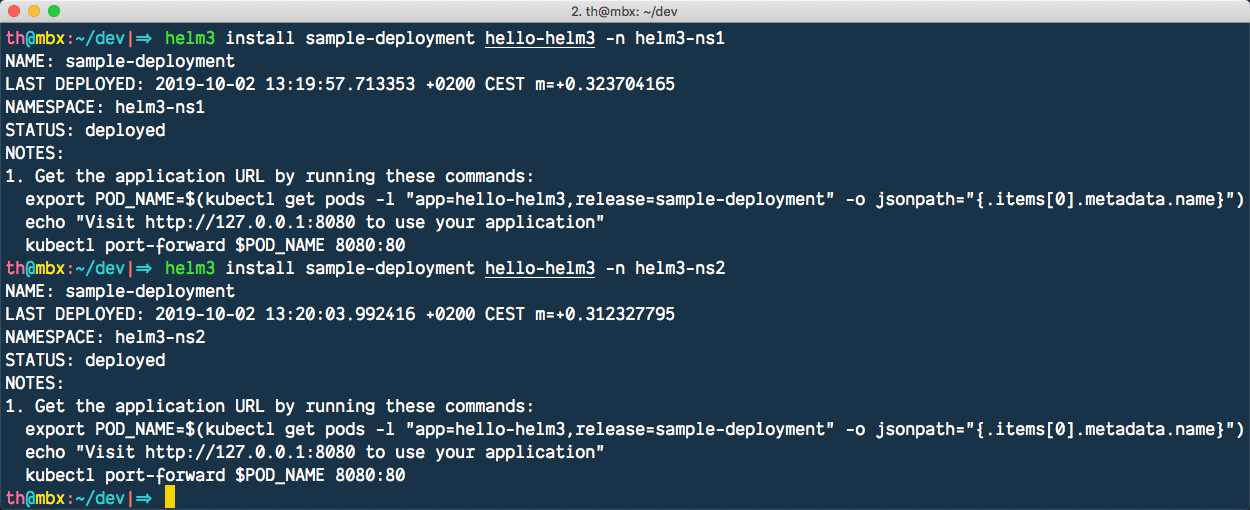 2. th@mbx: ~/dev
th@mbx:~/dev|⇒ helm3 install sample-deployment hello-helm3 -n helm3-ns1
NAME: sample-deployment
LAST DEPLOYED: 2019-10-02 13:19:57.713353 +0200 CEST m=+0.323704165
NAMESPACE: helm3-ns1
STATUS: deployed
NOTES:
1. Get the application URL by running these commands:
  export POD_NAME=$(kubectl get pods -l "app=hello-helm3,release=sample-deployment" -o jsonpath="{.items[0].metadata.name}")
  echo "Visit http://127.0.0.1:8080 to use your application"
  kubectl port-forward $POD_NAME 8080:80
th@mbx:~/dev|⇒ helm3 install sample-deployment hello-helm3 -n helm3-ns2
NAME: sample-deployment
LAST DEPLOYED: 2019-10-02 13:20:03.992416 +0200 CEST m=+0.312327795
NAMESPACE: helm3-ns2
STATUS: deployed
NOTES:
1. Get the application URL by running these commands:
  export POD_NAME=$(kubectl get pods -l "app=hello-helm3,release=sample-deployment" -o jsonpath="{.items[0].metadata.name}")
  echo "Visit http://127.0.0.1:8080 to use your application"
  kubectl port-forward $POD_NAME 8080:80
th@mbx:~/dev|⇒